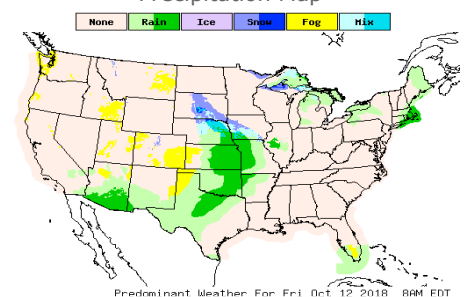 Precipitation Map
None Rain Ice Snow Fog Mix
Predominant Weather For Fri Oct 12 2018 8AM EDT